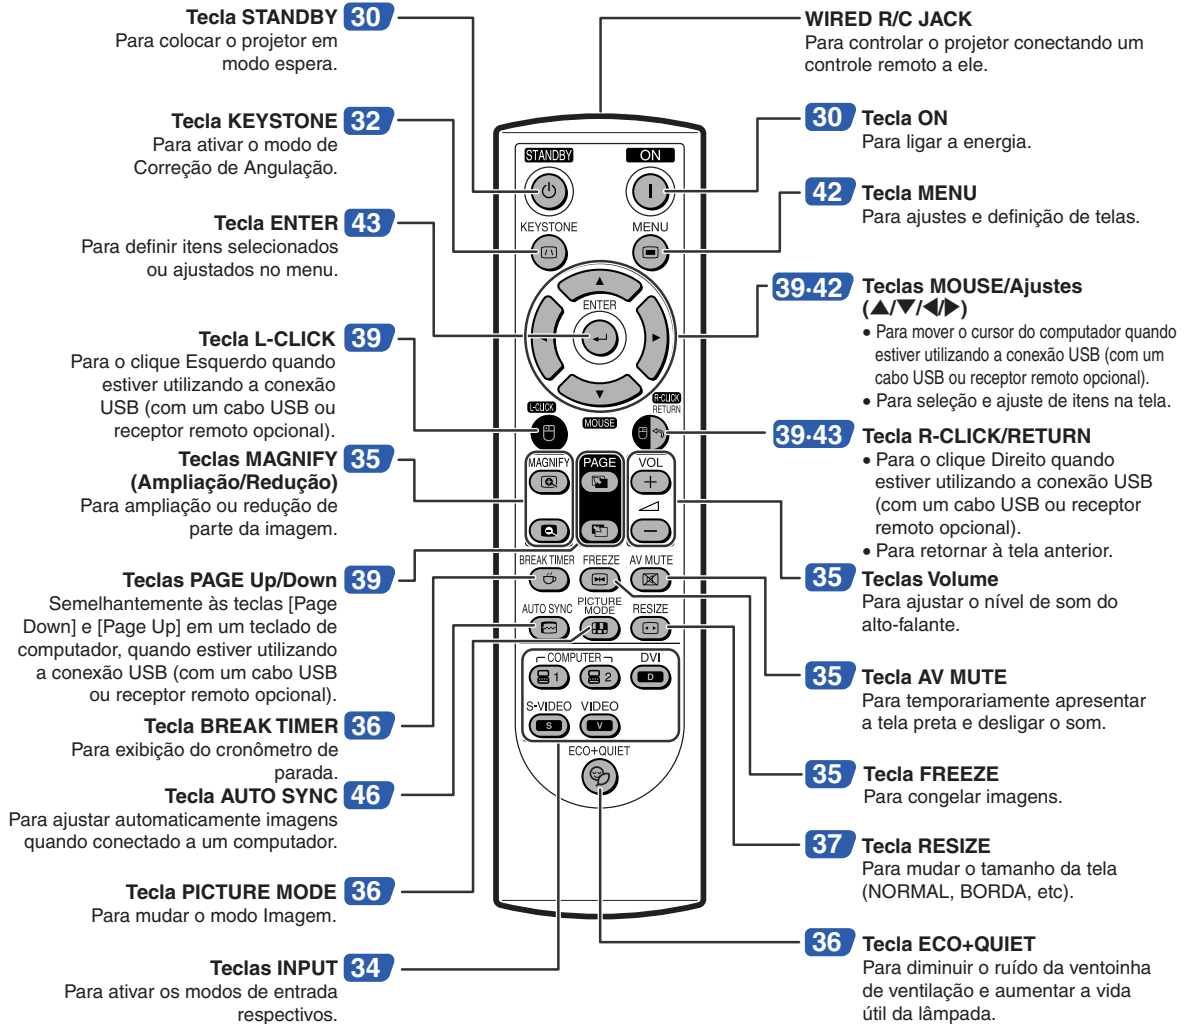 Tecla STANDBY 30
Para colocar o projetor em
modo espera.
Tecla KEYSTONE 32
Para ativar o modo de
Correção de Angulação.
Tecla ENTER 43
Para definir itens selecionados
ou ajustados no menu.
Tecla L-CLICK 39
Para o clique Esquerdo quando
estiver utilizando a conexão
USB (com um cabo USB ou
receptor remoto opcional).
Teclas MAGNIFY 35
(Ampliação/Redução)
Para ampliação ou redução de
parte da imagem.
Teclas PAGE Up/Down 39
Semelhantemente às teclas [Page
Down] e [Page Up] em um teclado de
computador, quando estiver utilizando
a conexão USB (com um cabo USB
ou receptor remoto opcional).
Tecla BREAK TIMER 36
Para exibição do cronômetro de
parada.
Tecla AUTO SYNC 46
Para ajustar automaticamente imagens
quando conectado a um computador.
Tecla PICTURE MODE 36
Para mudar o modo Imagem.
Teclas INPUT 34
Para ativar os modos de entrada
respectivos.
STANDBY ON
KEYSTONE MENU
ENTER
L-CLICK R-CLICK
RETURN
MOUSE
MAGNIFY PAGE VOL
BREAK TIMER FREEZE AV MUTE
AUTO SYNC PICTURE
MODE RESIZE
COMPUTER DVI
1 2 D
S-VIDEO VIDEO
S V
ECO+QUIET
WIRED R/C JACK
Para controlar o projetor conectando um
controle remoto a ele.
30 Tecla ON
Para ligar a energia.
42 Tecla MENU
Para ajustes e definição de telas.
39·42 Teclas MOUSE/Ajustes
(▲/▼/◀/▶)
• Para mover o cursor do computador quando
estiver utilizando a conexão USB (com um
cabo USB ou receptor remoto opcional).
• Para seleção e ajuste de itens na tela.
39·43 Tecla R-CLICK/RETURN
• Para o clique Direito quando
estiver utilizando a conexão USB
(com um cabo USB ou receptor
remoto opcional).
• Para retornar à tela anterior.
35 Teclas Volume
Para ajustar o nível de som do
alto-falante.
35 Tecla AV MUTE
Para temporariamente apresentar
a tela preta e desligar o som.
35 Tecla FREEZE
Para congelar imagens.
37 Tecla RESIZE
Para mudar o tamanho da tela
(NORMAL, BORDA, etc).
36 Tecla ECO+QUIET
Para diminuir o ruído da ventoinha
de ventilação e aumentar a vida
útil da lâmpada.